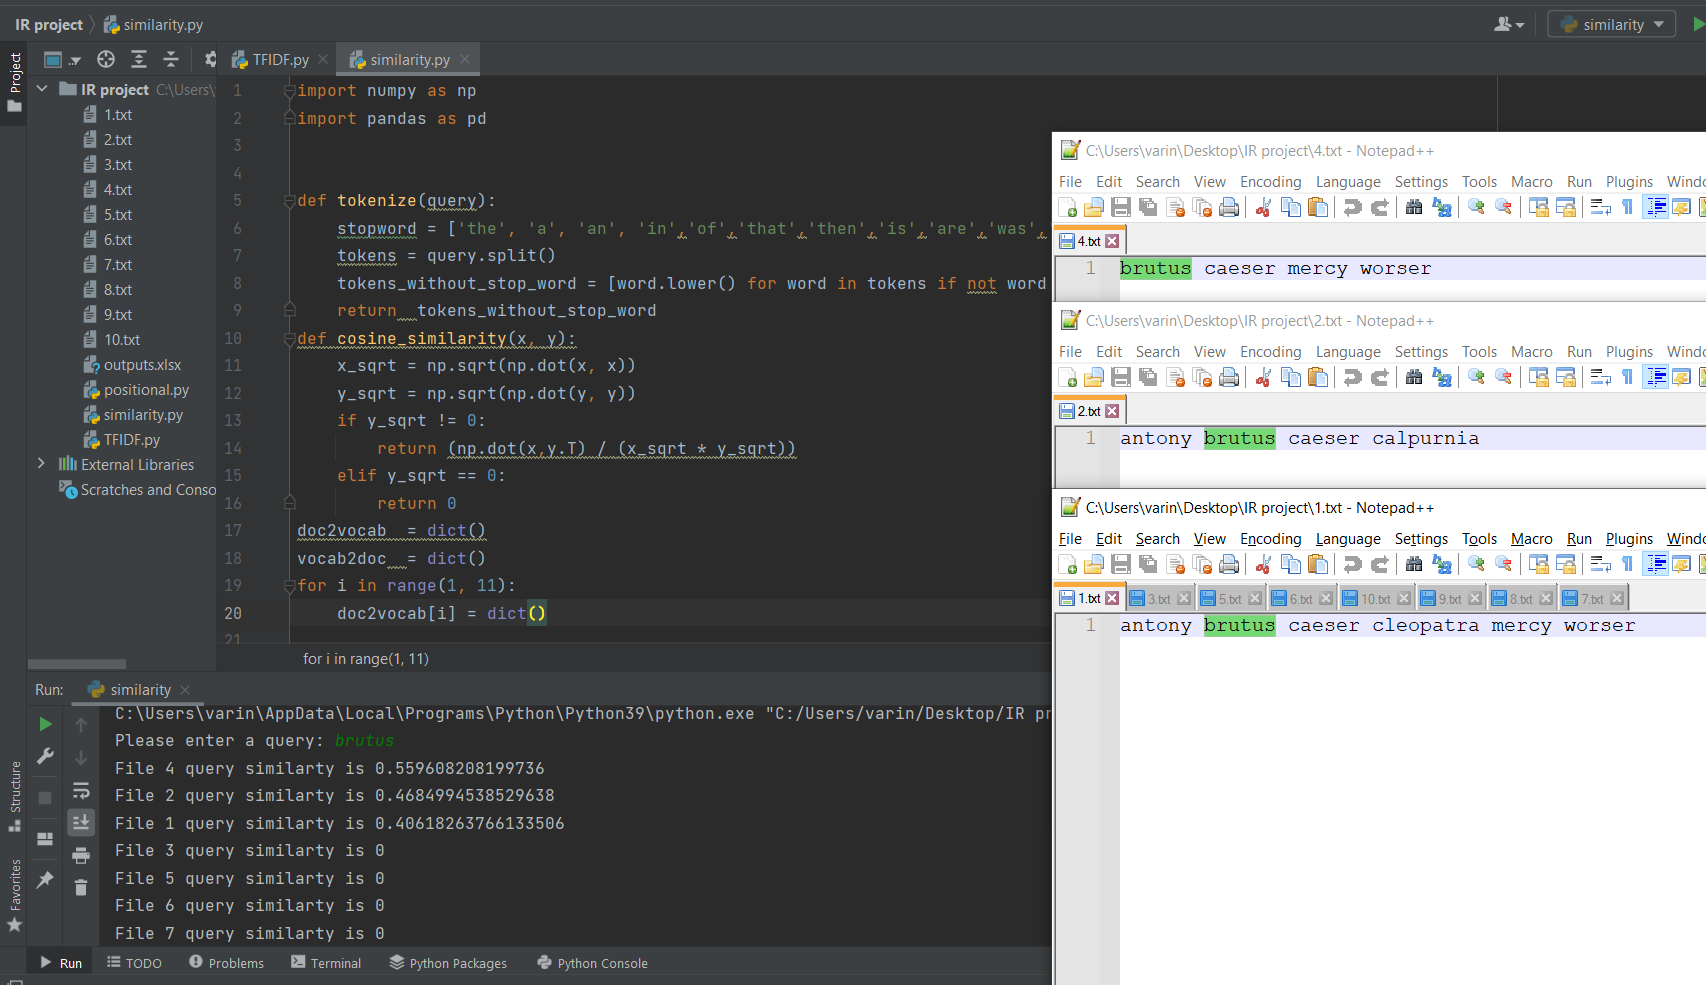 IR project
similarity.py
similarity
Project
TFIDF.py
similarity.py
IR project C:\Users\
1.txt
2.txt
3.txt
4.txt
5.txt
6.txt
7.txt
8.txt
9.txt
10.txt
outputs.xlsx
positional.py
similarity.py
TFIDF.py
External Libraries
Scratches and Conso
1 import numpy as np
2 import pandas as pd
3
4
5 def tokenize(query):
6 stopword = ['the', 'a', 'an', 'in','of','that','then','is','are','was',
7 tokens = query.split()
8 tokens_without_stop_word = [word.lower() for word in tokens if not word
9 return  tokens_without_stop_word
10 def cosine_similarity(x, y):
11 x_sqrt = np.sqrt(np.dot(x, x))
12 y_sqrt = np.sqrt(np.dot(y, y))
13 if y_sqrt != 0:
14 return (np.dot(x,y.T) / (x_sqrt * y_sqrt))
15 elif y_sqrt == 0:
16 return 0
17 doc2vocab  = dict()
18 vocab2doc  = dict()
19 for i in range(1, 11):
20 doc2vocab[i] = dict()
21
for i in range(1, 11)
C:\Users\varin\Desktop\IR project\4.txt - Notepad++
File Edit Search View Encoding Language Settings Tools Macro Run Plugins Windo
4.txt
1 brutus caeser mercy worser
C:\Users\varin\Desktop\IR project\2.txt - Notepad++
File Edit Search View Encoding Language Settings Tools Macro Run Plugins Windo
2.txt
1 antony brutus caeser calpurnia
C:\Users\varin\Desktop\IR project\1.txt - Notepad++
File Edit Search View Encoding Language Settings Tools Macro Run Plugins Windo
1.txt 3.txt 5.txt 6.txt 10.txt 9.txt 8.txt 7.txt
1 antony brutus caeser cleopatra mercy worser
Run: similarity
C:\Users\varin\AppData\Local\Programs\Python\Python39\python.exe "C:/Users/varin/Desktop/IR pr
Please enter a query: brutus
File 4 query similarty is 0.559608208199736
File 2 query similarty is 0.4684994538529638
File 1 query similarty is 0.40618263766133506
File 3 query similarty is 0
File 5 query similarty is 0
File 6 query similarty is 0
File 7 query similarty is 0
Structure
Favorites
Run TODO Problems Terminal Python Packages Python Console